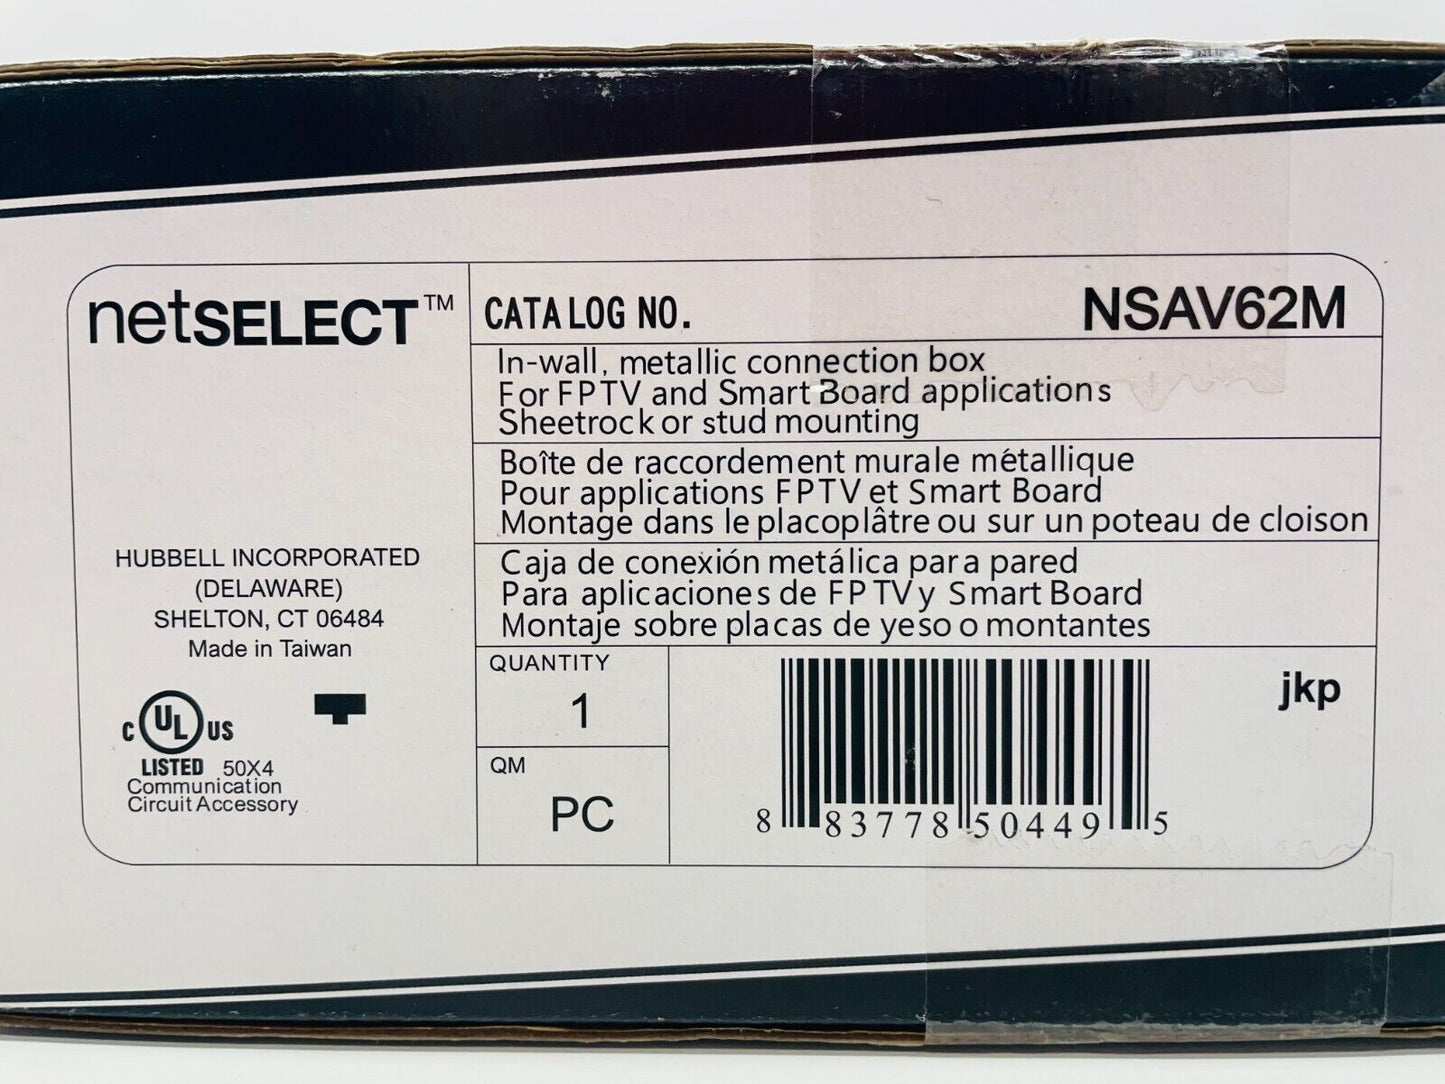 netSELECT™
CATALOG NO. NSAV62M
In-wall, metallic connection box
For FPTV and Smart Board applications
Sheetrock or stud mounting
Boîte de raccordement murale métallique
Pour applications FPTV et Smart Board
Montage dans le placoplâtre ou sur un poteau de cloison
Caja de conexión metálica para pared
Para aplicaciones de FPTV y Smart Board
Montaje sobre placas de yeso o montantes
HUBBELL INCORPORATED
(DELAWARE)
SHELTON, CT 06484
Made in Taiwan
C UL US
LISTED 50X4
Communication
Circuit Accessory
QUANTITY
1
QM
PC
jkp
8 83778 50449 5